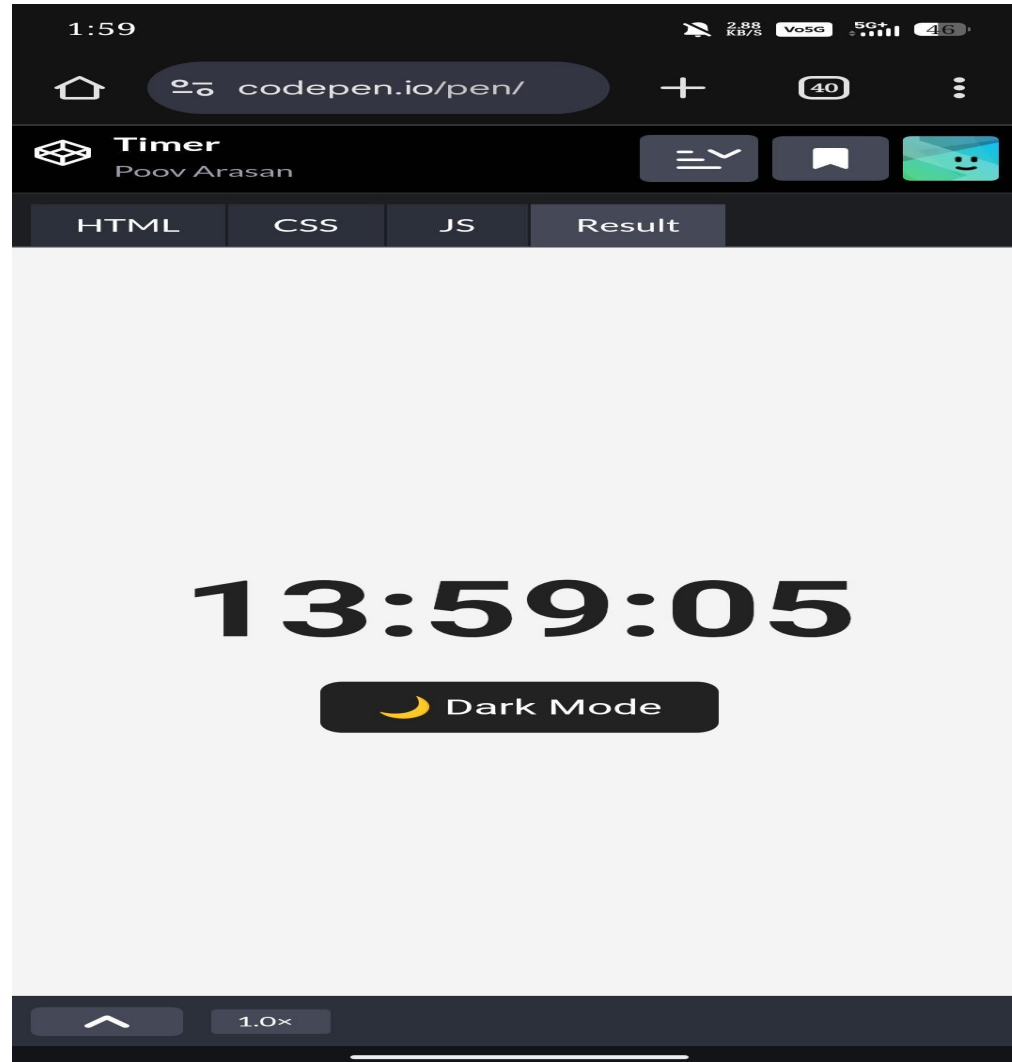 1:59 2.88 KB/S Vo5G 5G+ 46
codepen.io/pen/ 40
Timer
Poov Arasan
HTML CSS JS Result
13:59:05
🌙 Dark Mode
1.0×